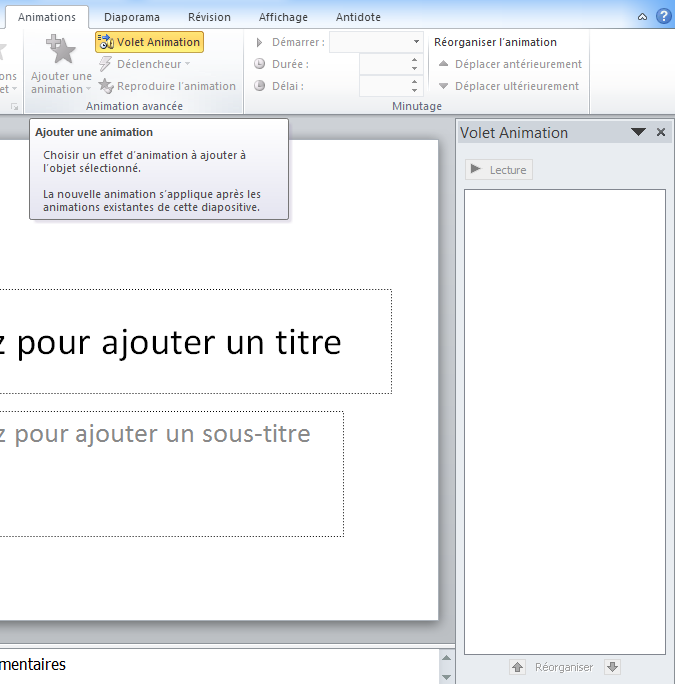 Animations Diaporama Révision Affichage Antidote
Volet Animation
Démarrer :
Réorganiser l'animation
Ajouter une animation
Déclencheur
Durée :
Déplacer antérieurement
Reproduire l'animation
Délai :
Déplacer ultérieurement
Animation avancée
Minutage
Ajouter une animation
Choisir un effet d'animation à ajouter à
l'objet sélectionné.
La nouvelle animation s'applique après les
animations existantes de cette diapositive.
Volet Animation
Lecture
z pour ajouter un titre
z pour ajouter un sous-titre
mentaires
Réorganiser